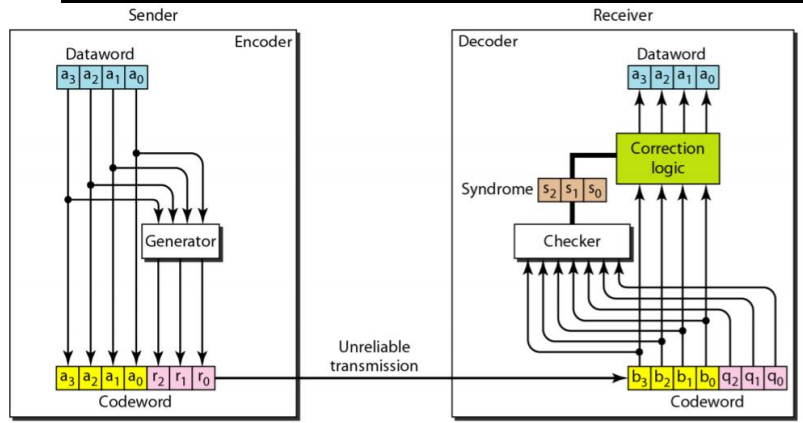 Sender
Receiver
Encoder
Decoder
Dataword
a3 a2 a1 a0
Generator
a3 a2 a1 a0 r2 r1 r0
Codeword
Unreliable
transmission
Dataword
a3 a2 a1 a0
Correction
logic
Syndrome s2 s1 s0
Checker
b3 b2 b1 b0 q2 q1 q0
Codeword